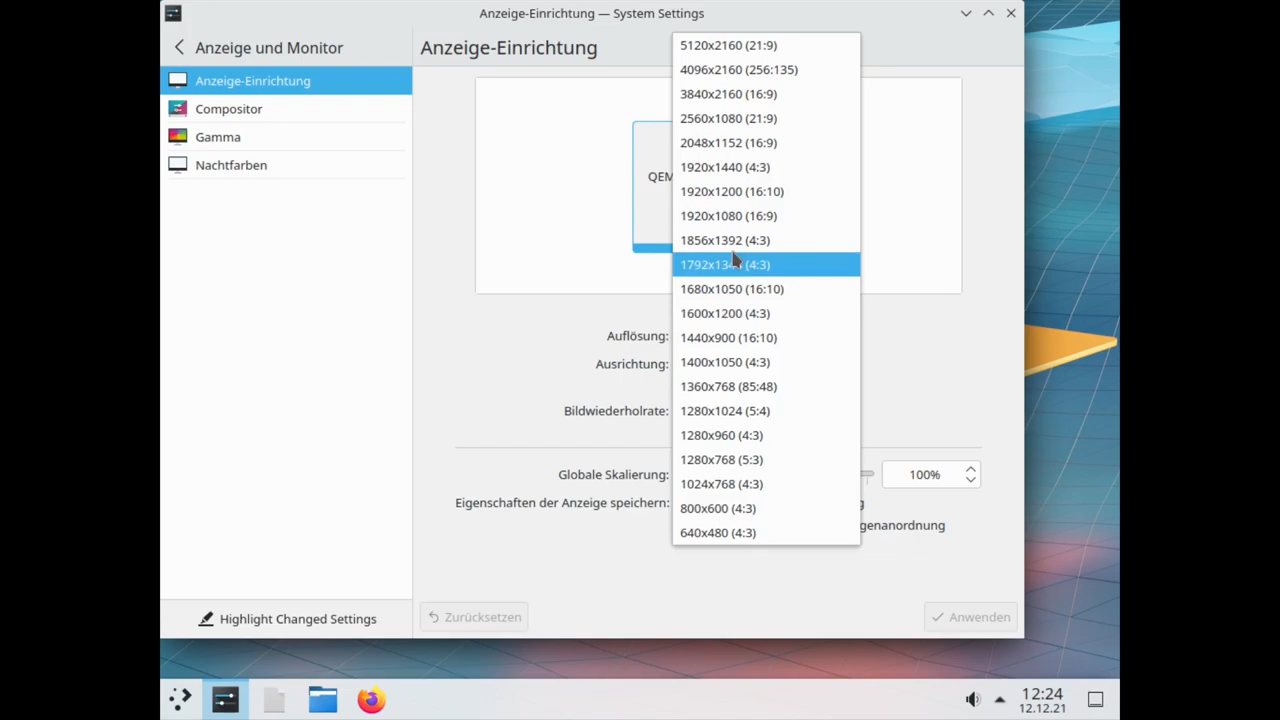 Anzeige-Einrichtung — System Settings
Anzeige und Monitor
Anzeige-Einrichtung
Anzeige-Einrichtung
Compositor
Gamma
Nachtfarben
QEM
5120x2160 (21:9)
4096x2160 (256:135)
3840x2160 (16:9)
2560x1080 (21:9)
2048x1152 (16:9)
1920x1440 (4:3)
1920x1200 (16:10)
1920x1080 (16:9)
1856x1392 (4:3)
(4:3)
1680x1050 (16:10)
1600x1200 (4:3)
1440x900 (16:10)
1400x1050 (4:3)
1360x768 (85:48)
1280x1024 (5:4)
1280x960 (4:3)
1280x768 (5:3)
1024x768 (4:3)
800x600 (4:3)
640x480 (4:3)
Auflösung:
Ausrichtung:
Bildwiederholrate:
Globale Skalierung:
100%
Eigenschaften der Anzeige speichern:
genanordnung
Highlight Changed Settings
Zurücksetzen
Anwenden
12:24
12.12.21